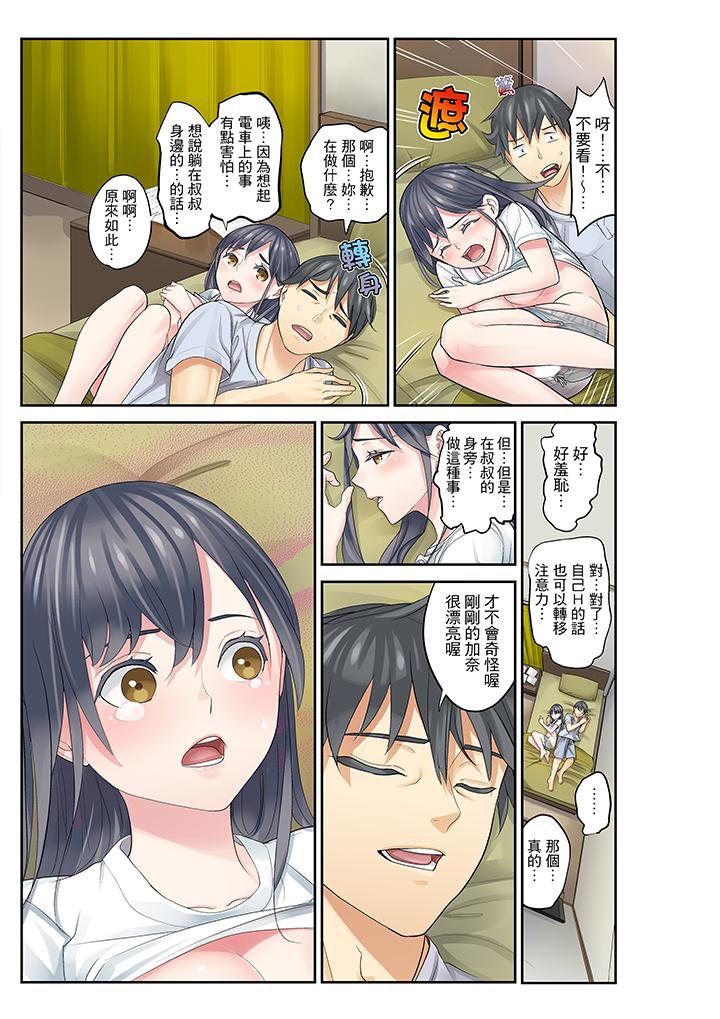 呀！…不…
不要看！～…
驚
遮
啊…抱歉…
那個…妳…
在做什麼？
轉身
咦…因為想起
電車上的事
有點害怕…
想說躺在叔叔
身邊的…的話…
啊啊…
原來如此…
好…
好羞恥…
對…對了…
自己H的話
也可以轉移
注意力…
……
那個…
真的…
但…但是…
在叔叔的
身旁…
做這種事…
才不會奇怪喔
剛剛的加奈
很漂亮喔